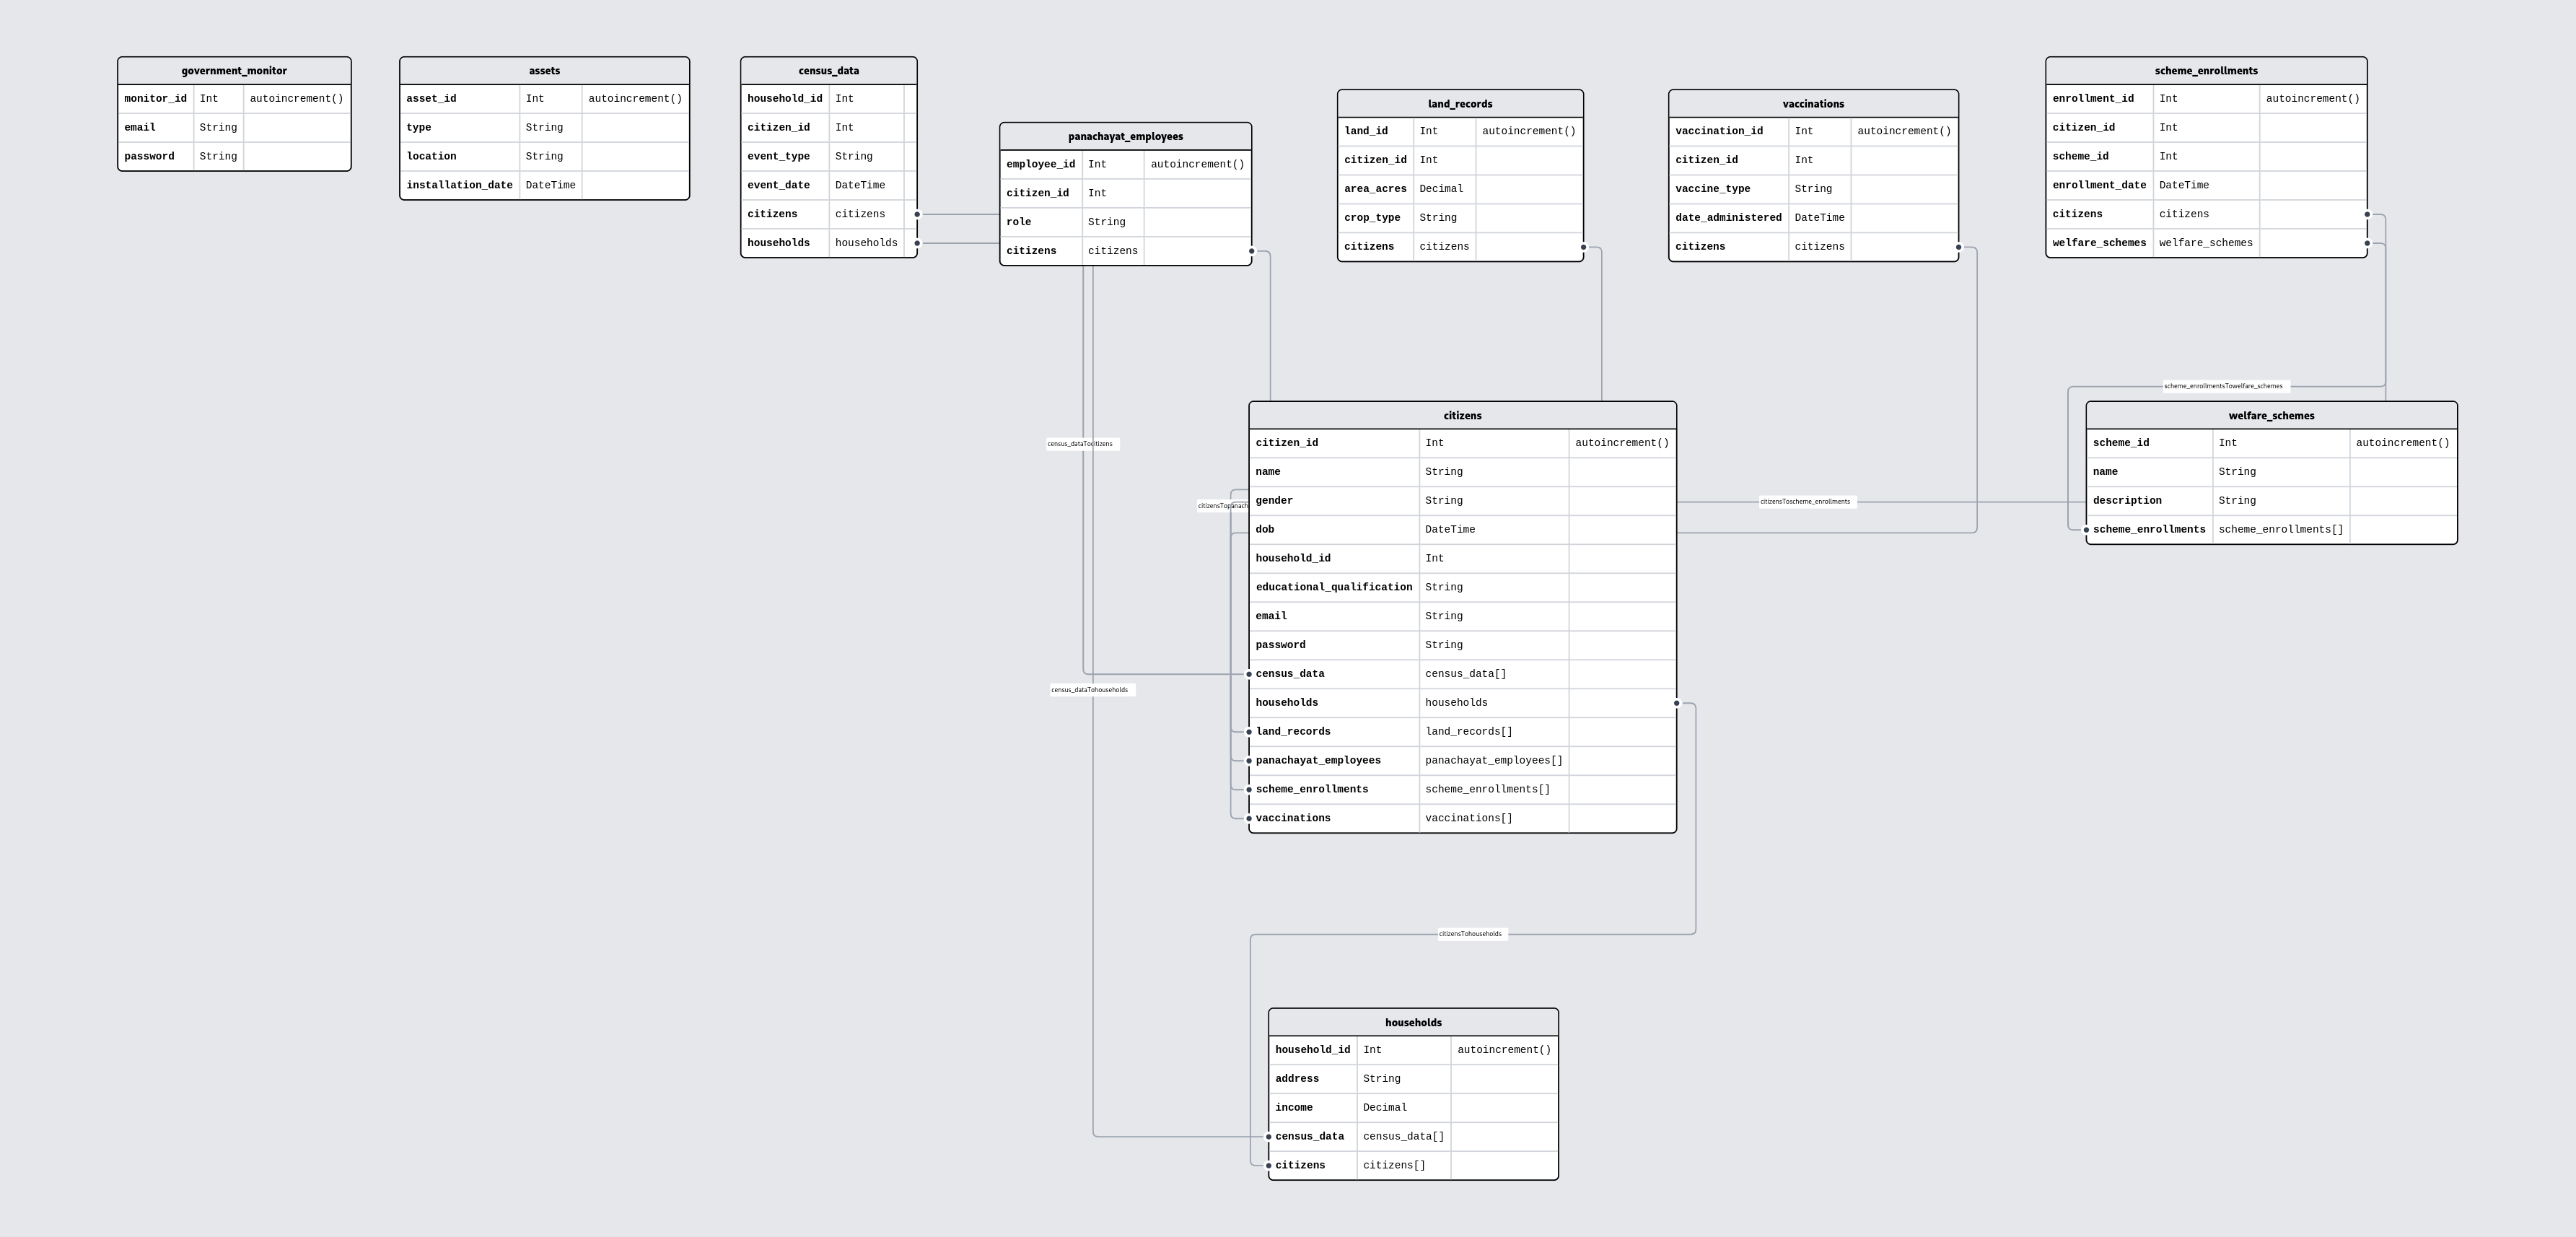 government_monitor
monitor_id Int autoincrement()
email String
password String
assets
asset_id Int autoincrement()
type String
location String
installation_date DateTime
census_data
household_id Int
citizen_id Int
event_type String
event_date DateTime
citizens citizens
households households
panachayat_employees
employee_id Int autoincrement()
citizen_id Int
role String
citizens citizens
land_records
land_id Int autoincrement()
citizen_id Int
area_acres Decimal
crop_type String
citizens citizens
vaccinations
vaccination_id Int autoincrement()
citizen_id Int
vaccine_type String
date_administered DateTime
citizens citizens
scheme_enrollments
enrollment_id Int autoincrement()
citizen_id Int
scheme_id Int
enrollment_date DateTime
citizens citizens
welfare_schemes welfare_schemes
scheme_enrollmentsTowelfare_schemes
census_dataTocitizens
citizensTopanach
census_dataTohouseholds
citizens
citizen_id Int autoincrement()
name String
gender String
dob DateTime
household_id Int
educational_qualification String
email String
password String
census_data census_data[]
households households
land_records land_records[]
panachayat_employees panachayat_employees[]
scheme_enrollments scheme_enrollments[]
vaccinations vaccinations[]
citizensToscheme_enrollments
welfare_schemes
scheme_id Int autoincrement()
name String
description String
scheme_enrollments scheme_enrollments[]
citizensTohouseholds
households
household_id Int autoincrement()
address String
income Decimal
census_data census_data[]
citizens citizens[]